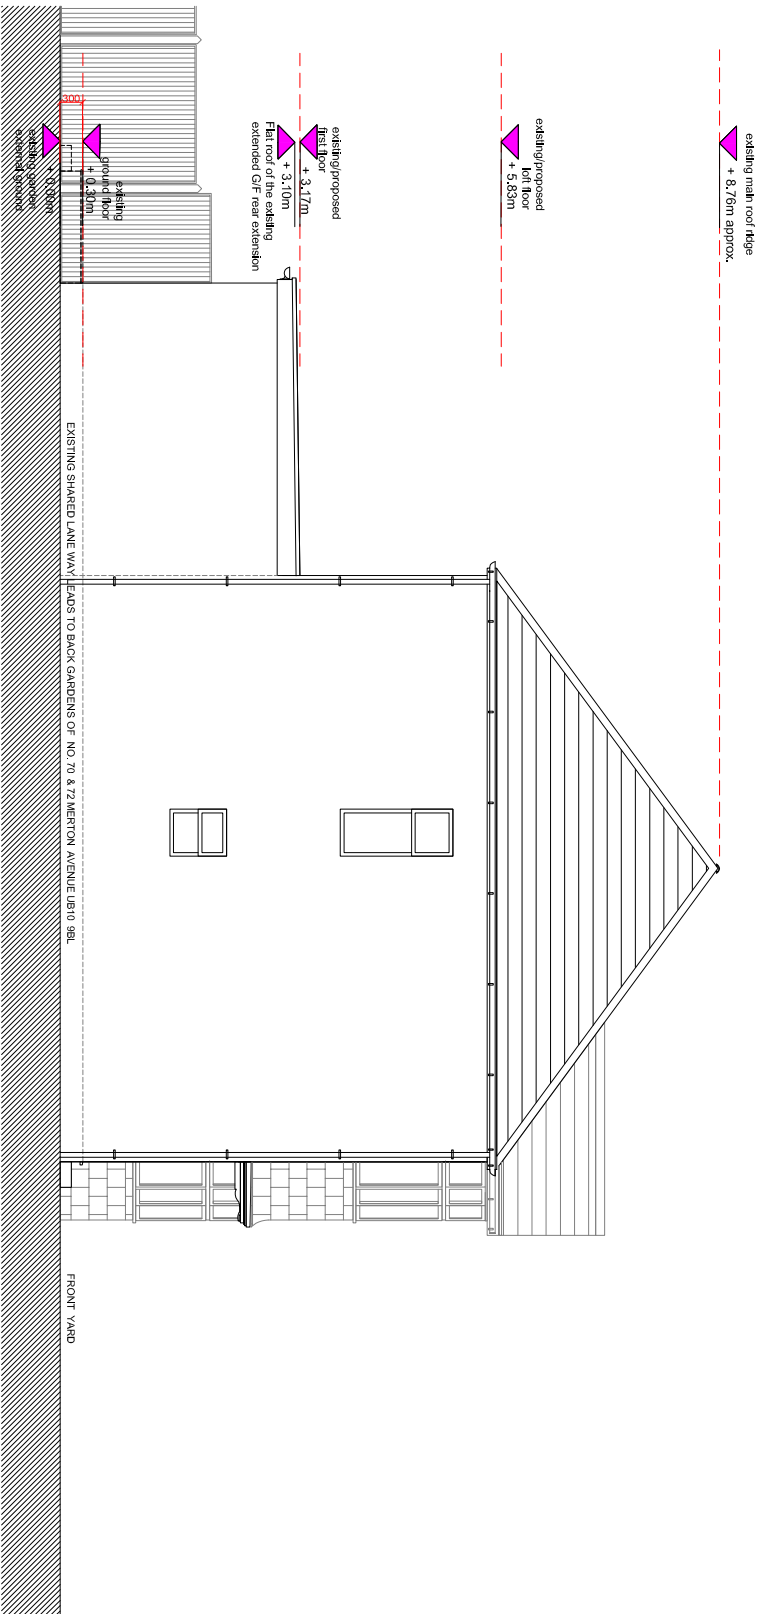 existing main roof ridge
+ 8.76m approx.
existing/proposed
loft floor
+ 5.83m
existing/proposed
first floor
+ 3.17m
+ 3.10m
Flat roof of the existing
extended G/F rear extension
existing
ground floor
+ 0.30m
300
+ 0.00m
existing garden
external ground
EXISTING SHARED LANE WAY LEADS TO BACK GARDENS OF NO. 70 & 72 MERTON AVENUE UB10 9BL
FRONT YARD